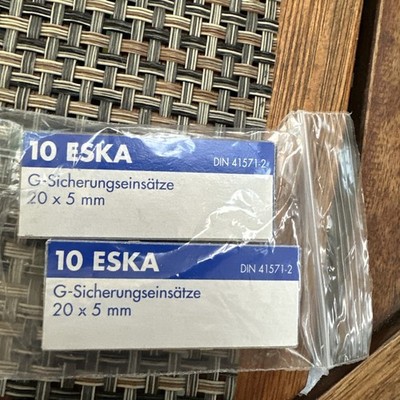 10 ESKA DIN 41571-2
G-Sicherungseinsätze
20 x 5 mm
10 ESKA DIN 41571-2
G-Sicherungseinsätze
20 x 5 mm